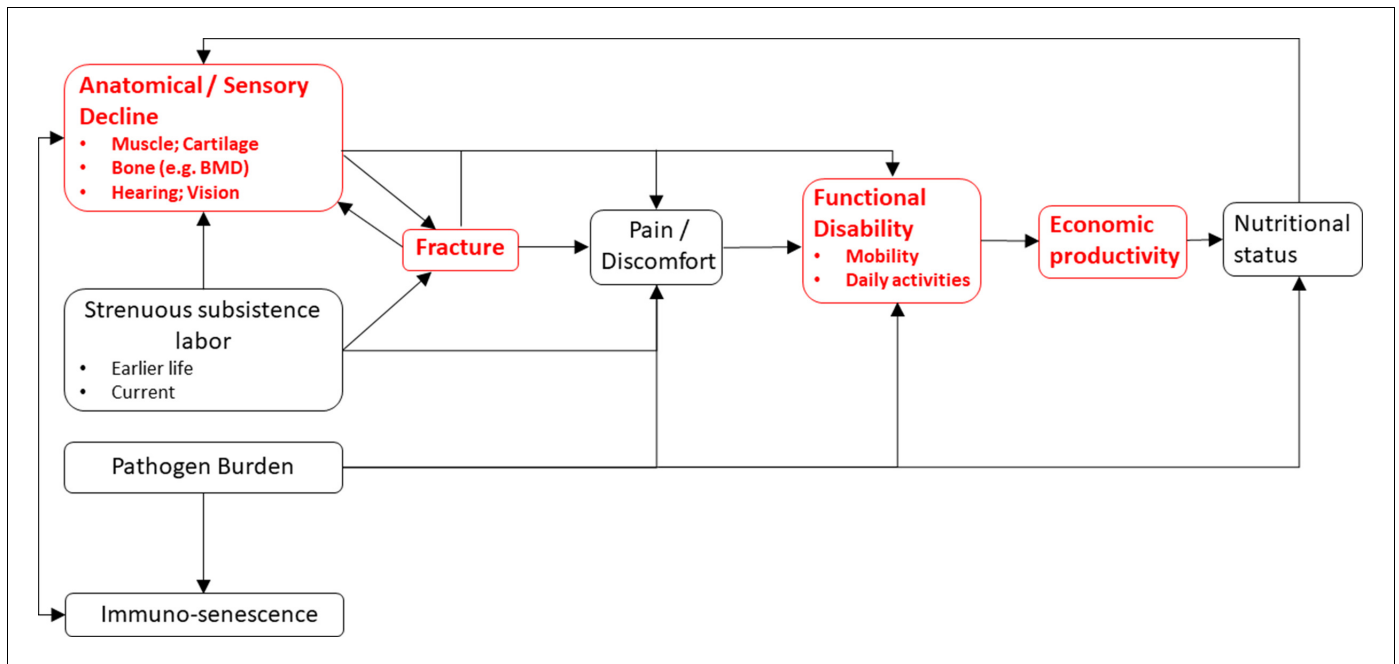 Anatomical / Sensory
Decline
• Muscle; Cartilage
• Bone (e.g. BMD)
• Hearing; Vision
Fracture
Pain /
Discomfort
Functional
Disability
• Mobility
• Daily activities
Economic
productivity
Nutritional
status
Strenuous subsistence
labor
• Earlier life
• Current
Pathogen Burden
Immuno-senescence